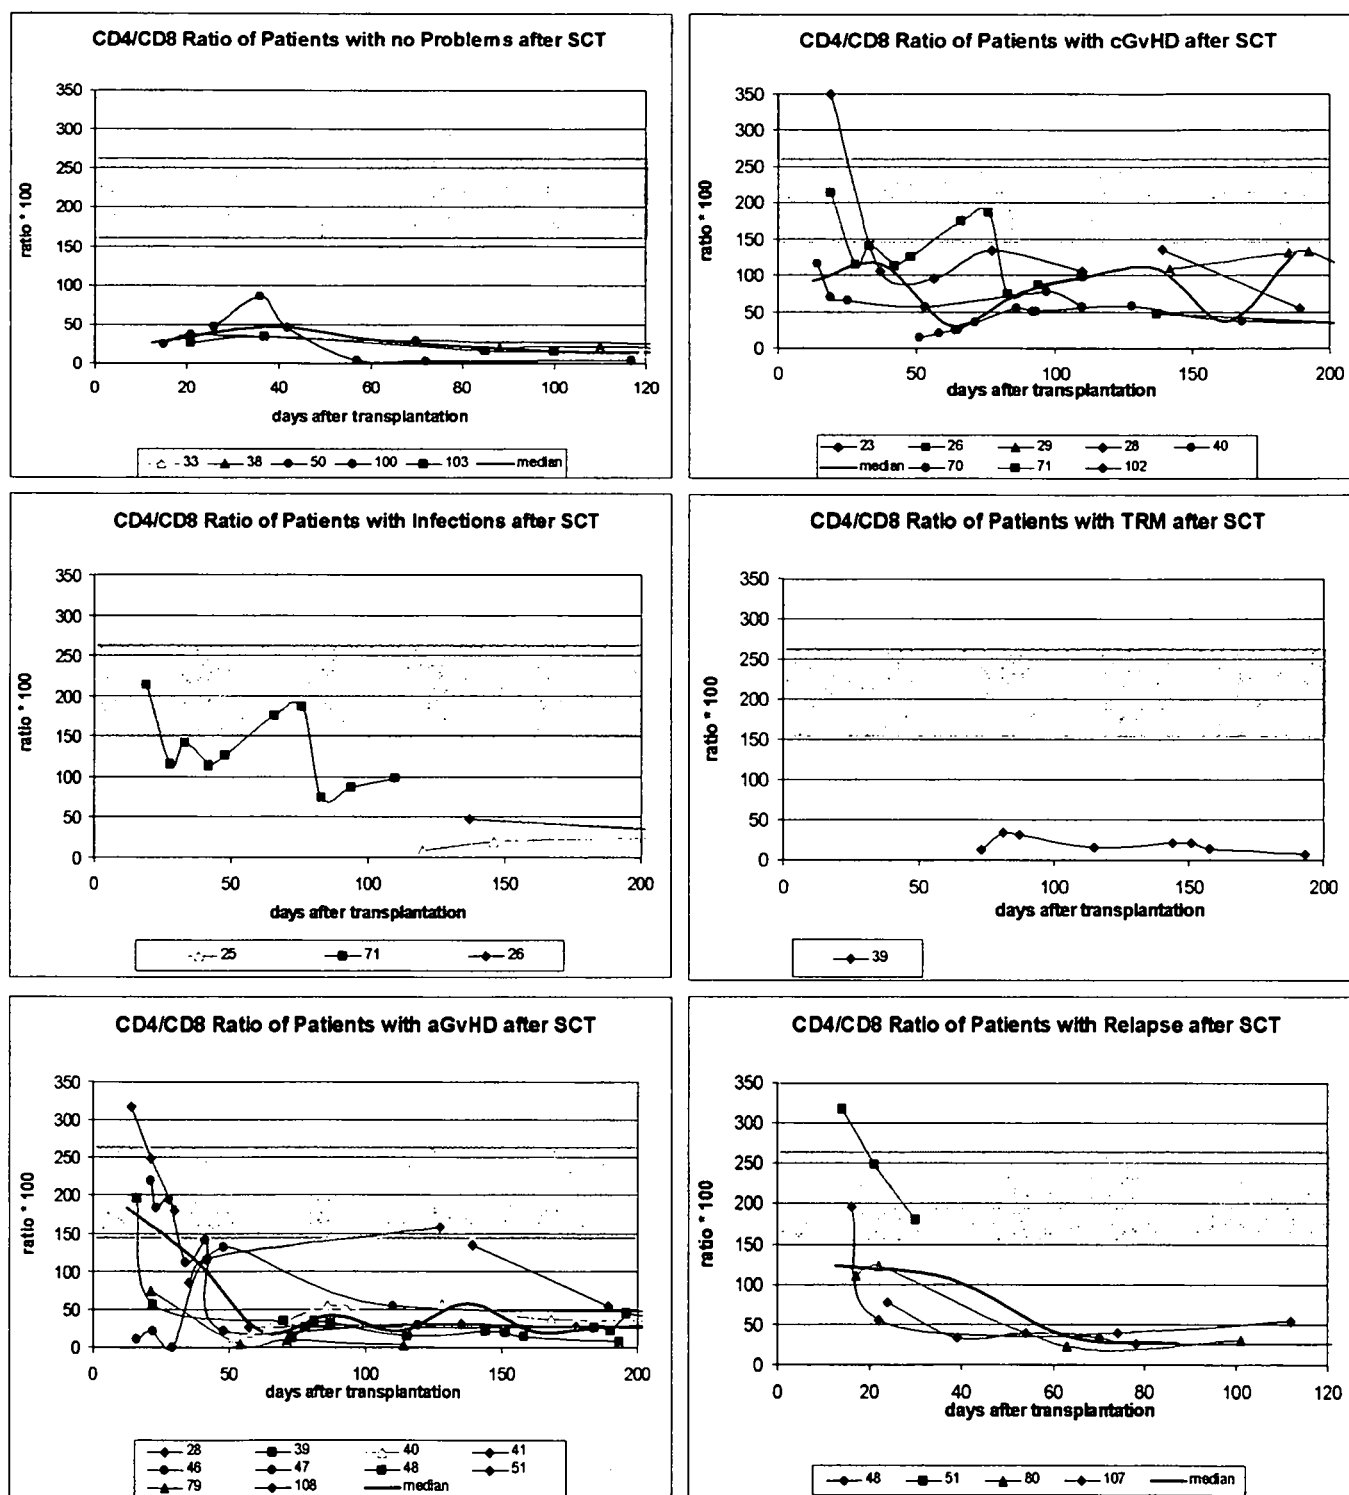 CD4/CD8 Ratio of Patients with no Problems after SCT
350
300
250
200
150
100
50
0
ratio * 100
0 20 40 60 80 100 120
days after transplantation
33 38 50 100 103 median
CD4/CD8 Ratio of Patients with cGvHD after SCT
350
300
250
200
150
100
50
0
ratio * 100
0 50 100 150 200
days after transplantation
23 26 29 28 40
median 70 71 102
CD4/CD8 Ratio of Patients with Infections after SCT
350
300
250
200
150
100
50
0
ratio * 100
0 50 100 150 200
days after transplantation
25 71 26
CD4/CD8 Ratio of Patients with TRM after SCT
350
300
250
200
150
100
50
0
ratio * 100
0 50 100 150 200
days after transplantation
39
CD4/CD8 Ratio of Patients with aGvHD after SCT
350
300
250
200
150
100
50
0
ratio * 100
0 50 100 150 200
days after transplantation
28 39 40 41
46 47 48 51
79 108 median
CD4/CD8 Ratio of Patients with Relapse after SCT
350
300
250
200
150
100
50
0
ratio * 100
0 20 40 60 80 100 120
days after transplantation
48 51 80 107 median